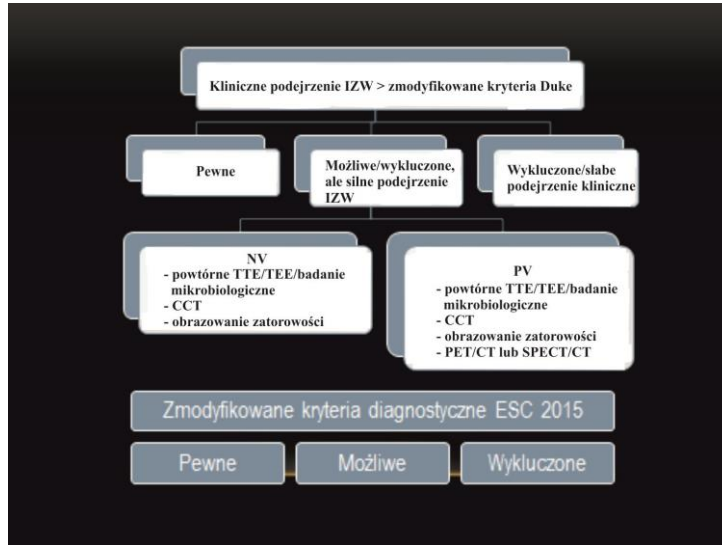 Kliniczne podejrzenie IZW > zmodyfikowane kryteria Duke
Pewne
Możliwe/wykluczone,
ale silne podejrzenie
IZW
Wykluczone/słabe
podejrzenie kliniczne
NV
- powtórne TTE/TEE/badanie
mikrobiologiczne
- CCT
- obrazowanie zatorowości
PV
- powtórne TTE/TEE/badanie
mikrobiologiczne
- CCT
- obrazowanie zatorowości
- PET/CT lub SPECT/CT
Zmodyfikowane kryteria diagnostyczne ESC 2015
Pewne
Możliwe
Wykluczone